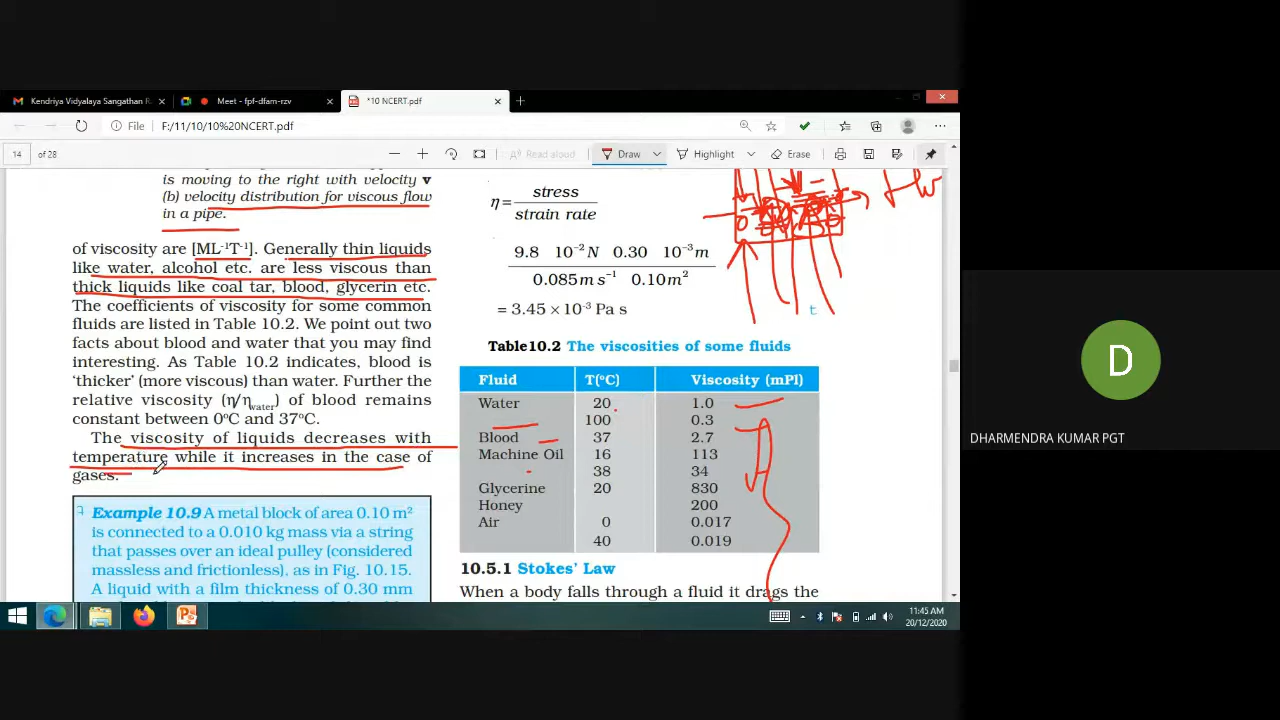 Kendriya Vidyalaya Sangathan R
Meet - fpf-dfam-rzv
*10 NCERT.pdf
File
F:/11/10/10%20NCERT.pdf
14 of 28
Read aloud
Draw
Highlight
Erase
is moving to the right with velocity v
(b) velocity distribution for viscous flow
in a pipe.
of viscosity are [ML⁻¹T⁻¹]. Generally thin liquids
like water, alcohol etc. are less viscous than
thick liquids like coal tar, blood, glycerin etc.
The coefficients of viscosity for some common
fluids are listed in Table 10.2. We point out two
facts about blood and water that you may find
interesting. As Table 10.2 indicates, blood is
‘thicker’ (more viscous) than water. Further the
relative viscosity (η/ηwater) of blood remains
constant between 0°C and 37°C.
The viscosity of liquids decreases with
temperature while it increases in the case of
gases.
Example 10.9 A metal block of area 0.10 m²
is connected to a 0.010 kg mass via a string
that passes over an ideal pulley (considered
massless and frictionless), as in Fig. 10.15.
A liquid with a film thickness of 0.30 mm
η = stress
strain rate
9.8 10⁻² N 0.30 10⁻³ m
0.085 m s⁻¹ 0.10 m²
= 3.45 × 10⁻³ Pa s
t
Table10.2 The viscosities of some fluids
Fluid T(°C) Viscosity (mPl)
Water 20 1.0
100 0.3
Blood 37 2.7
Machine Oil 16 113
38 34
Glycerine 20 830
Honey 200
Air 0 0.017
40 0.019
10.5.1 Stokes’ Law
When a body falls through a fluid it drags the
D
DHARMENDRA KUMAR PGT
11:45 AM
20/12/2020